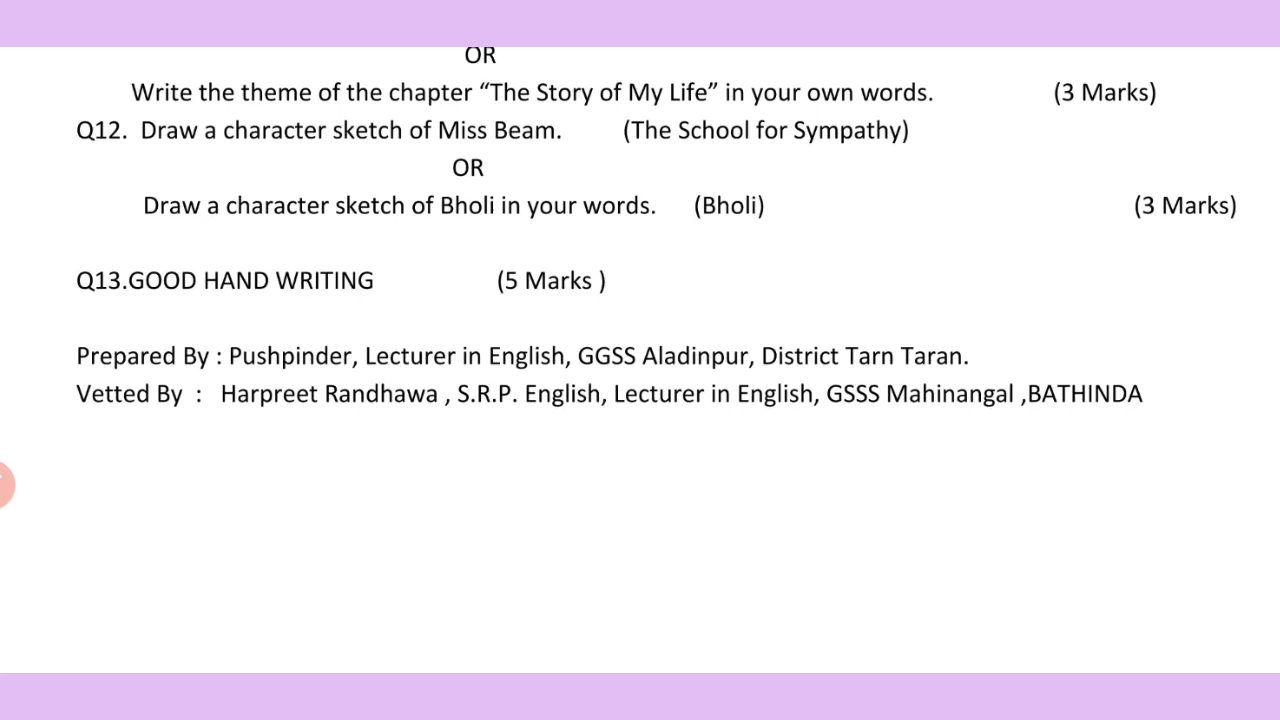 OR
Write the theme of the chapter “The Story of My Life” in your own words. (3 Marks)
Q12. Draw a character sketch of Miss Beam. (The School for Sympathy)
OR
Draw a character sketch of Bholi in your words. (Bholi) (3 Marks)
Q13.GOOD HAND WRITING (5 Marks )
Prepared By : Pushpinder, Lecturer in English, GGSS Aladinpur, District Tarn Taran.
Vetted By : Harpreet Randhawa , S.R.P. English, Lecturer in English, GSSS Mahinangal ,BATHINDA